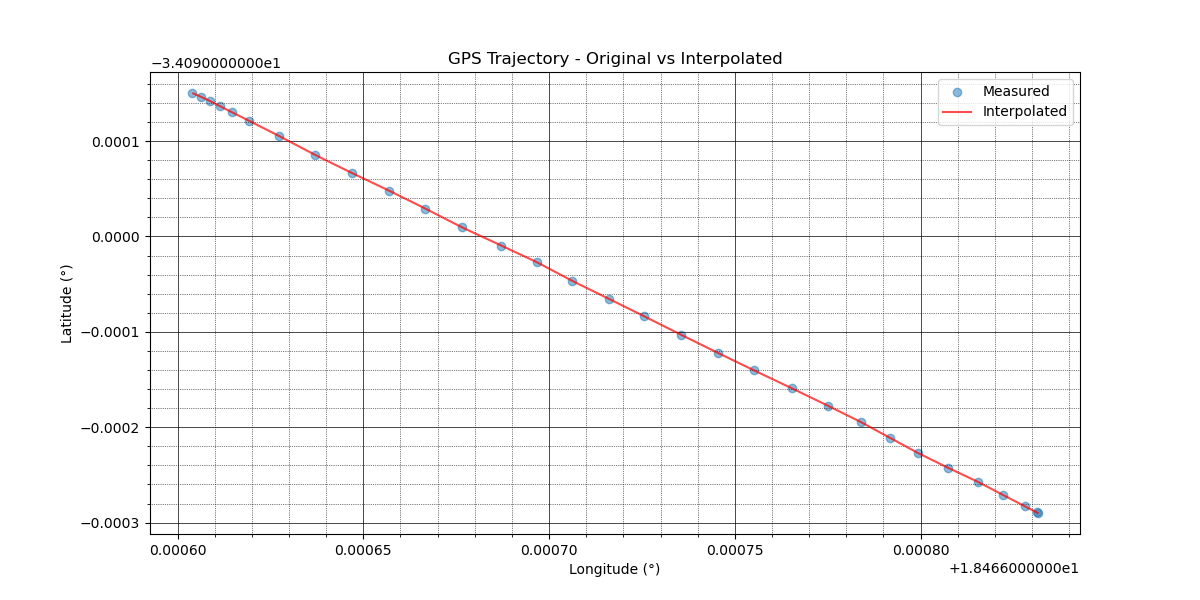 GPS Trajectory - Original vs Interpolated
−3.4090000000e1
Measured
Interpolated
0.0001
0.0000
−0.0001
−0.0002
−0.0003
Latitude (°)
0.00060
0.00065
0.00070
0.00075
0.00080
Longitude (°)
+1.8466000000e1